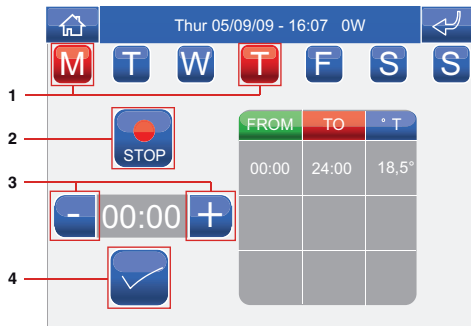 Thur 05/09/09 - 16:07 0W
M T W T F S S
1
2
STOP
3
- 00:00 +
4
FROM TO ° T
00:00 24:00 18,5°